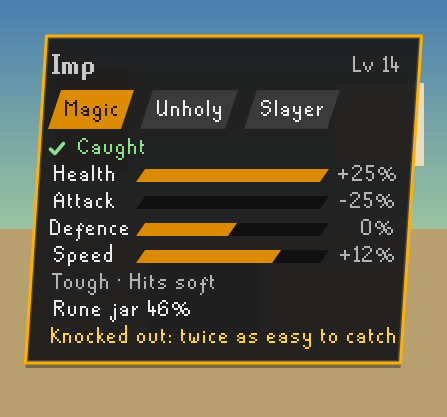 Imp Lv 14
Magic Unholy Slayer
✓ Caught
Health +25%
Attack -25%
Defence 0%
Speed +12%
Tough · Hits soft
Rune jar 46%
Knocked out: twice as easy to catch